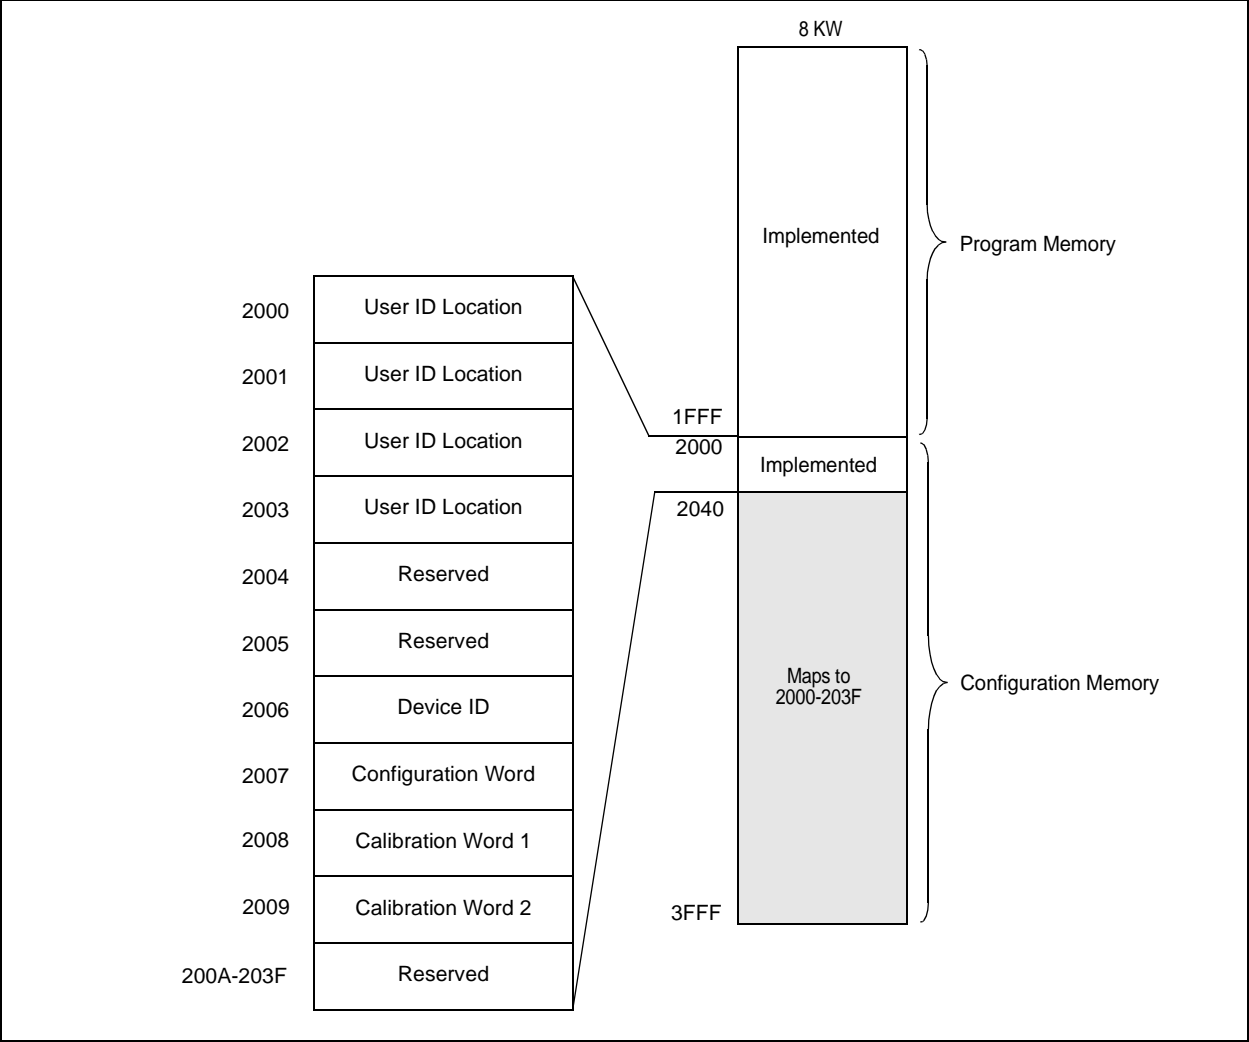 8 KW
Implemented
Program Memory
2000 User ID Location
2001 User ID Location
2002 User ID Location
2003 User ID Location
2004 Reserved
2005 Reserved
2006 Device ID
2007 Configuration Word
2008 Calibration Word 1
2009 Calibration Word 2
200A-203F Reserved
1FFF
2000
Implemented
2040
Maps to
2000-203F
Configuration Memory
3FFF